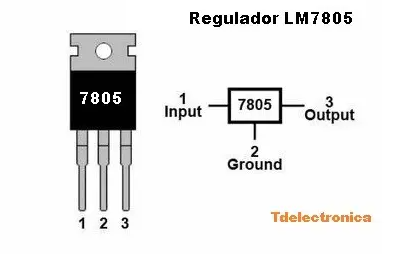 Regulador LM7805
7805
1 2 3
1
Input
7805
3
Output
2
Ground
Tdelectronica